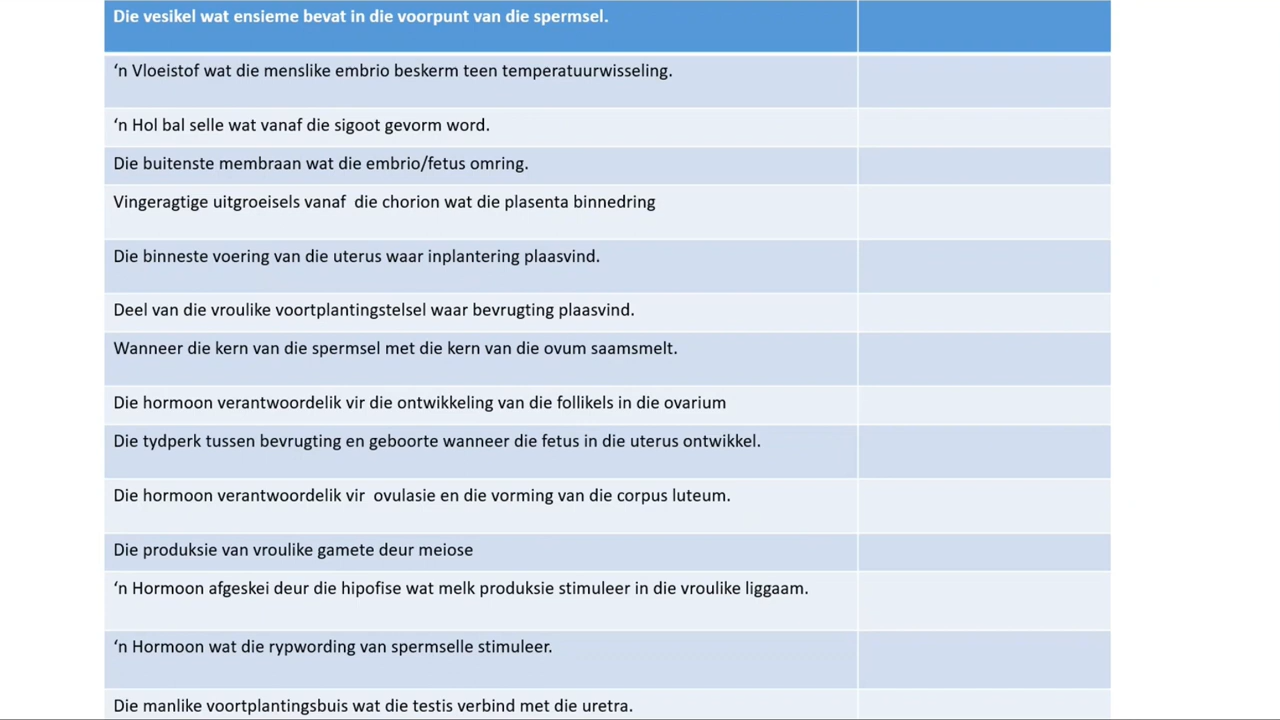 Die vesikel wat ensieme bevat in die voorpunt van die spermsel.
‘n Vloeistof wat die menslike embrio beskerm teen temperatuurwisseling.
‘n Hol bal selle wat vanaf die sigoot gevorm word.
Die buitenste membraan wat die embrio/fetus omring.
Vingeragtige uitgroeisels vanaf  die chorion wat die plasenta binnedring
Die binneste voering van die uterus waar inplantering plaasvind.
Deel van die vroulike voortplantingstelsel waar bevrugting plaasvind.
Wanneer die kern van die spermsel met die kern van die ovum saamsmelt.
Die hormoon verantwoordelik vir die ontwikkeling van die follikels in die ovarium
Die tydperk tussen bevrugting en geboorte wanneer die fetus in die uterus ontwikkel.
Die hormoon verantwoordelik vir  ovulasie en die vorming van die corpus luteum.
Die produksie van vroulike gamete deur meiose
‘n Hormoon afgeskei deur die hipofise wat melk produksie stimuleer in die vroulike liggaam.
‘n Hormoon wat die rypwording van spermselle stimuleer.
Die manlike voortplantingsbuis wat die testis verbind met die uretra.